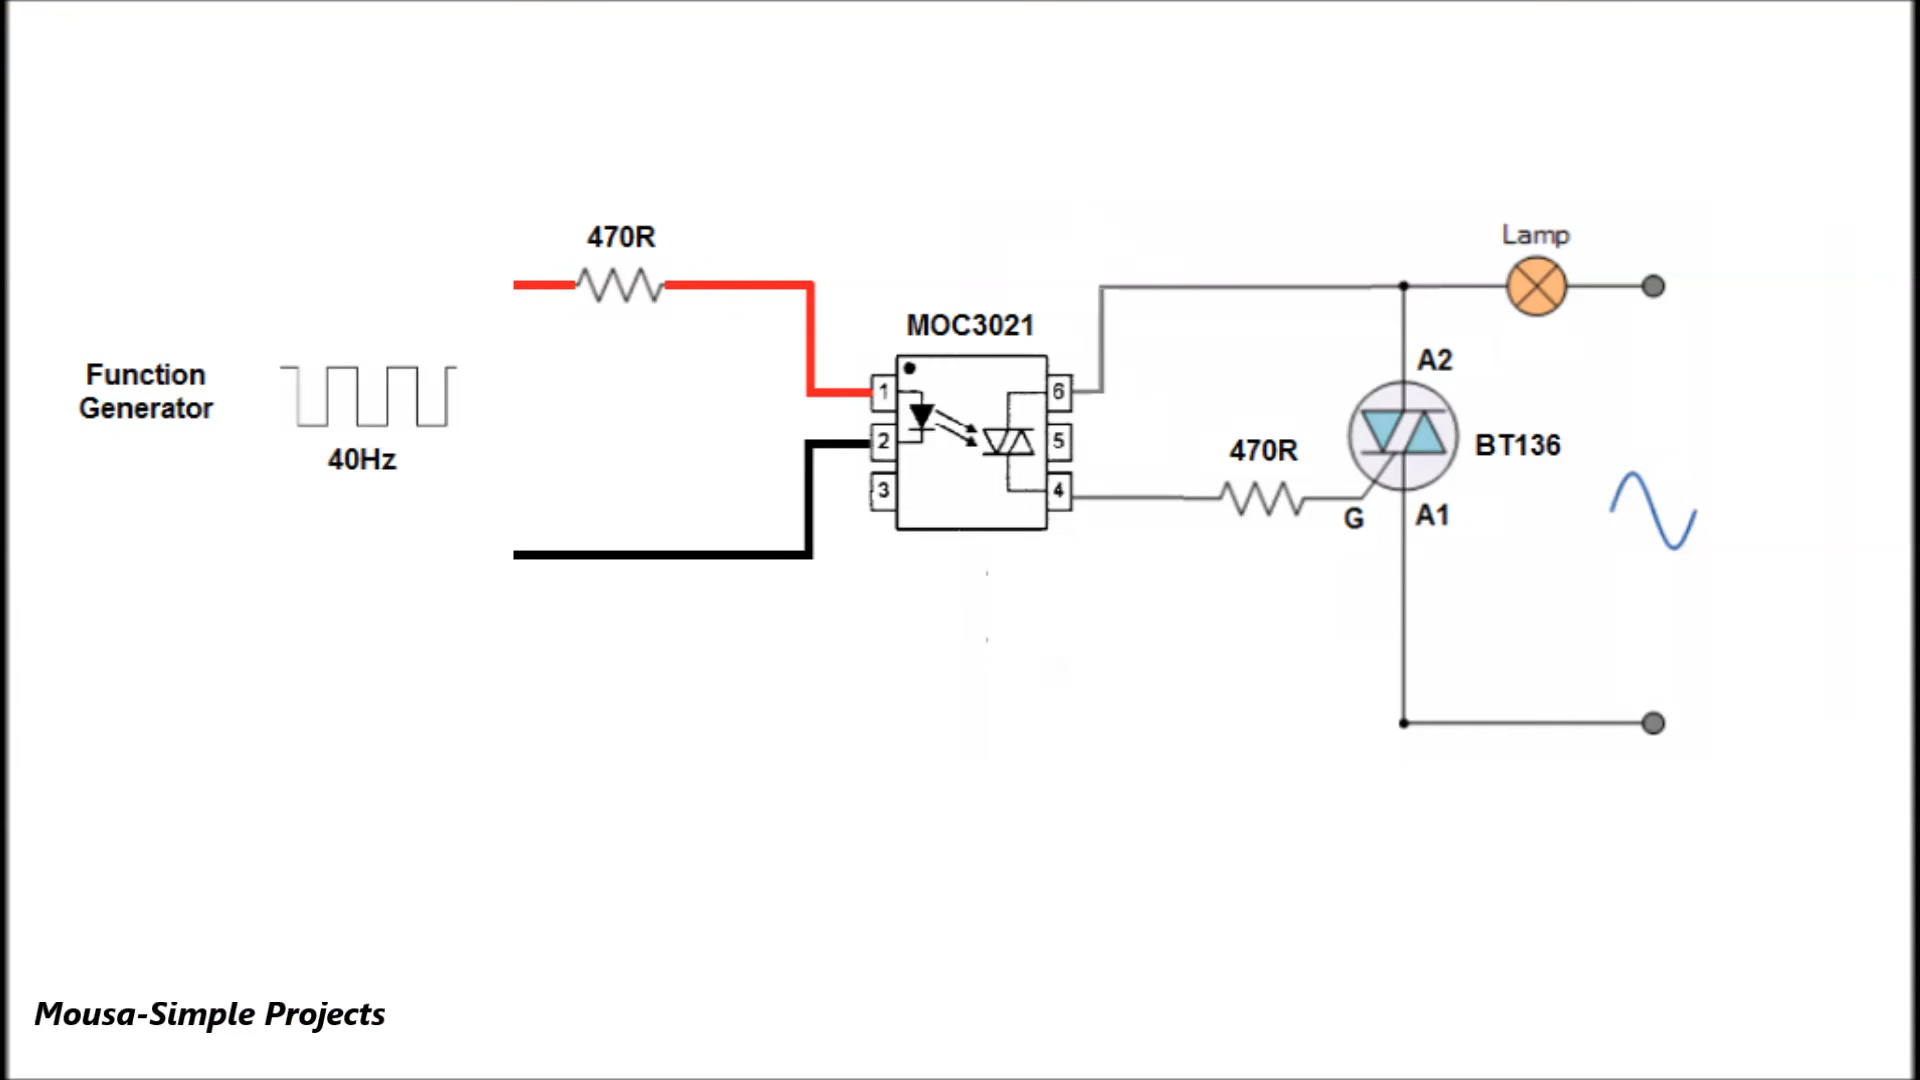 470R
Lamp
MOC3021
Function
Generator
40Hz
1
2
3
6
5
4
A2
470R
BT136
G
A1
Mousa-Simple Projects